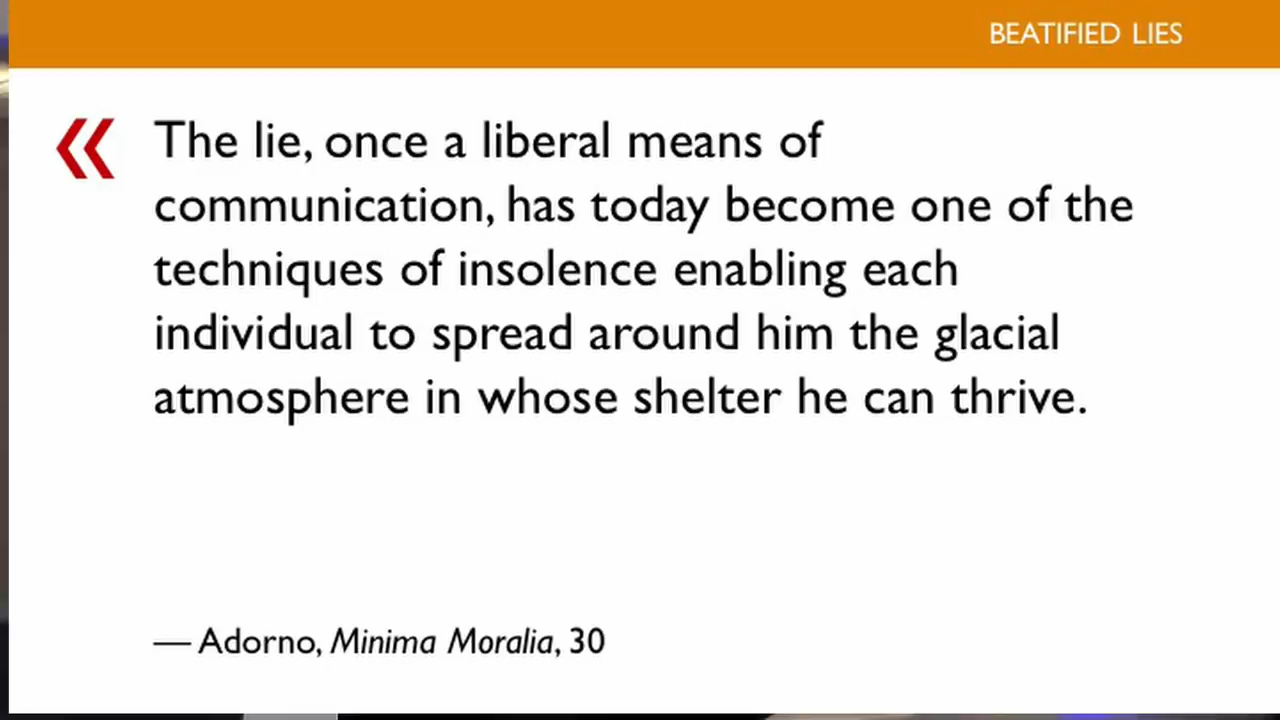 BEATIFIED LIES
« The lie, once a liberal means of
communication, has today become one of the
techniques of insolence enabling each
individual to spread around him the glacial
atmosphere in whose shelter he can thrive.
— Adorno, Minima Moralia, 30